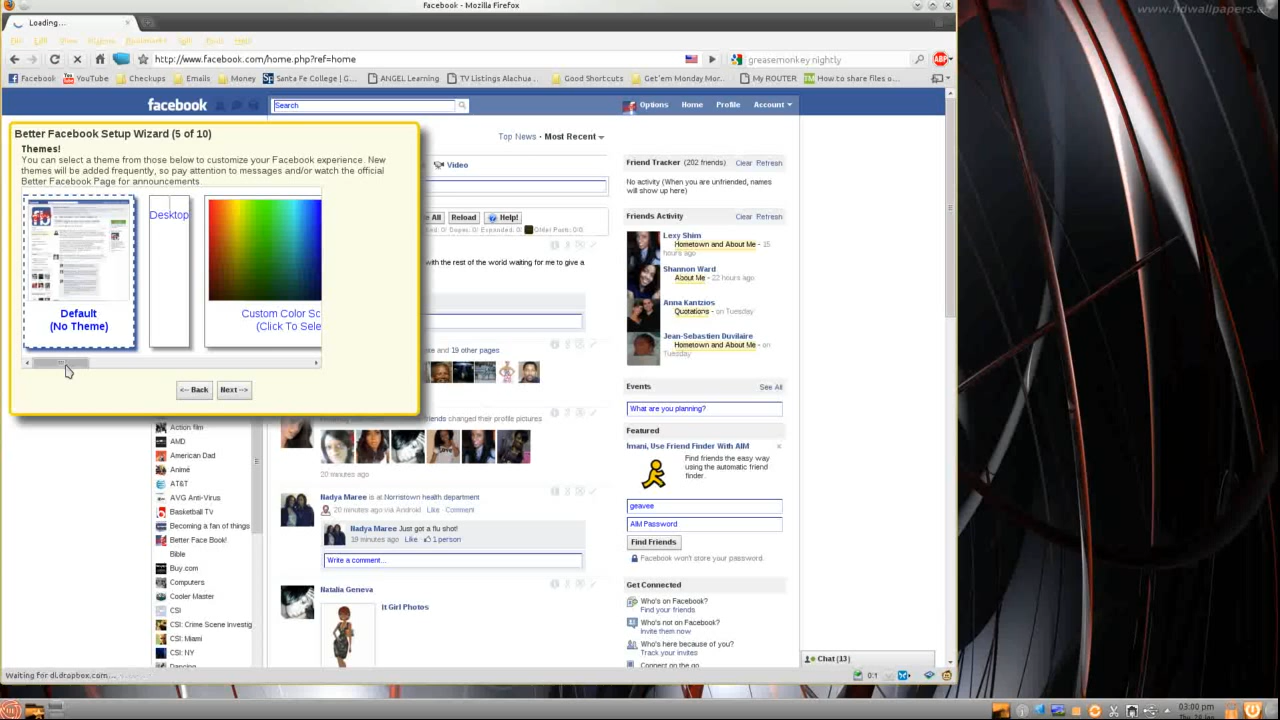 Facebook - Mozilla Firefox
www.hdwallpapers.
Loading...
http://www.facebook.com/home.php?ref=home
greasemonkey nightly
ABP
Facebook YouTube Checkups Emails Money Santa Fe College | G... ANGEL Learning TV Listings Alachua... Good Shortcuts Get'em Monday Mor... My ROUTER How to share files o...
facebook Search Options Home Profile Account
Better Facebook Setup Wizard (5 of 10)
Themes!
You can select a theme from those below to customize your Facebook experience. New
themes will be added frequently, so pay attention to messages and/or watch the official
Better Facebook Page for announcements.
Desktop
Default
(No Theme)
Custom Color Sc
(Click To Sele
<-- Back Next -->
Top News · Most Recent
Video
e All Reload Help!
with the rest of the world waiting for me to give a
ke and 19 other pages
iends changed their profile pictures
20 minutes ago
Nadya Maree is at Norristown health department
20 minutes ago via Android · Like · Comment
Nadya Maree Just got a flu shot!
19 minutes ago Like · 1 person
Write a comment...
Natalia Geneva
It Girl Photos
Action film
AMD
American Dad
Animé
AT&T
AVG Anti-Virus
Basketball TV
Becoming a fan of things
Better Face Book!
Bible
Buy.com
Computers
Cooler Master
CSI
CSI: Crime Scene Investig
CSI: Miami
CSI: NY
Dancing
Friend Tracker (202 friends) Clear Refresh
No activity (When you are unfriended, names
will show up here)
Friends Activity Clear Refresh
Lexy Shim
Hometown and About Me - 15
hours ago
Shannon Ward
About Me - 22 hours ago
Anna Kantzios
Quotations - on Tuesday
Jean-Sebastien Duvilaire
Hometown and About Me - on
Tuesday
Events See All
What are you planning?
Featured
Imani, Use Friend Finder With AIM
Find friends the easy way
using the automatic friend
finder.
geavee
AIM Password
Find Friends
Facebook won't store your password.
Get Connected
Who's on Facebook?
Find your friends
Who's not on Facebook?
Invite them now
Who's here because of you?
Track your invites
Connect on the go
Chat (13)
Waiting for dl.dropbox.com...
03:00 pm